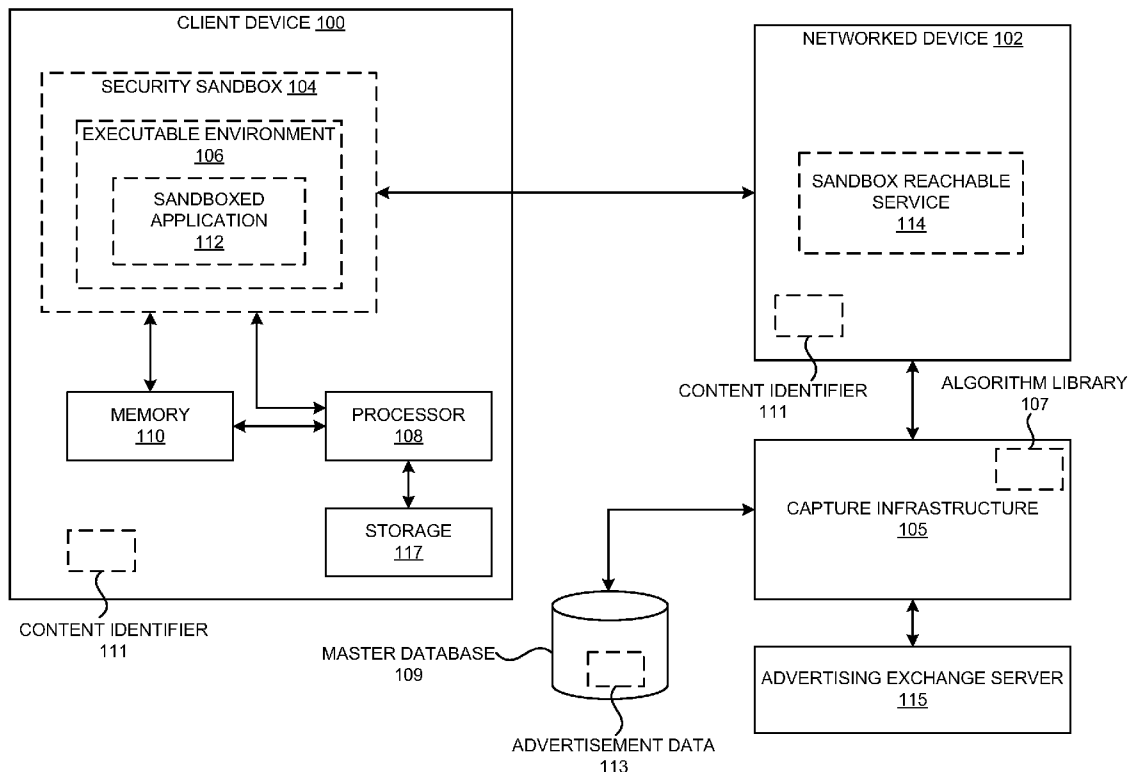 CLIENT DEVICE 100
SECURITY SANDBOX 104
EXECUTABLE ENVIRONMENT
106
SANDBOXED
APPLICATION
112
MEMORY
110
PROCESSOR
108
STORAGE
117
CONTENT IDENTIFIER
111
NETWORKED DEVICE 102
SANDBOX REACHABLE
SERVICE
114
CONTENT IDENTIFIER
111
ALGORITHM LIBRARY
107
CAPTURE INFRASTRUCTURE
105
MASTER DATABASE
109
ADVERTISEMENT DATA
113
ADVERTISING EXCHANGE SERVER
115